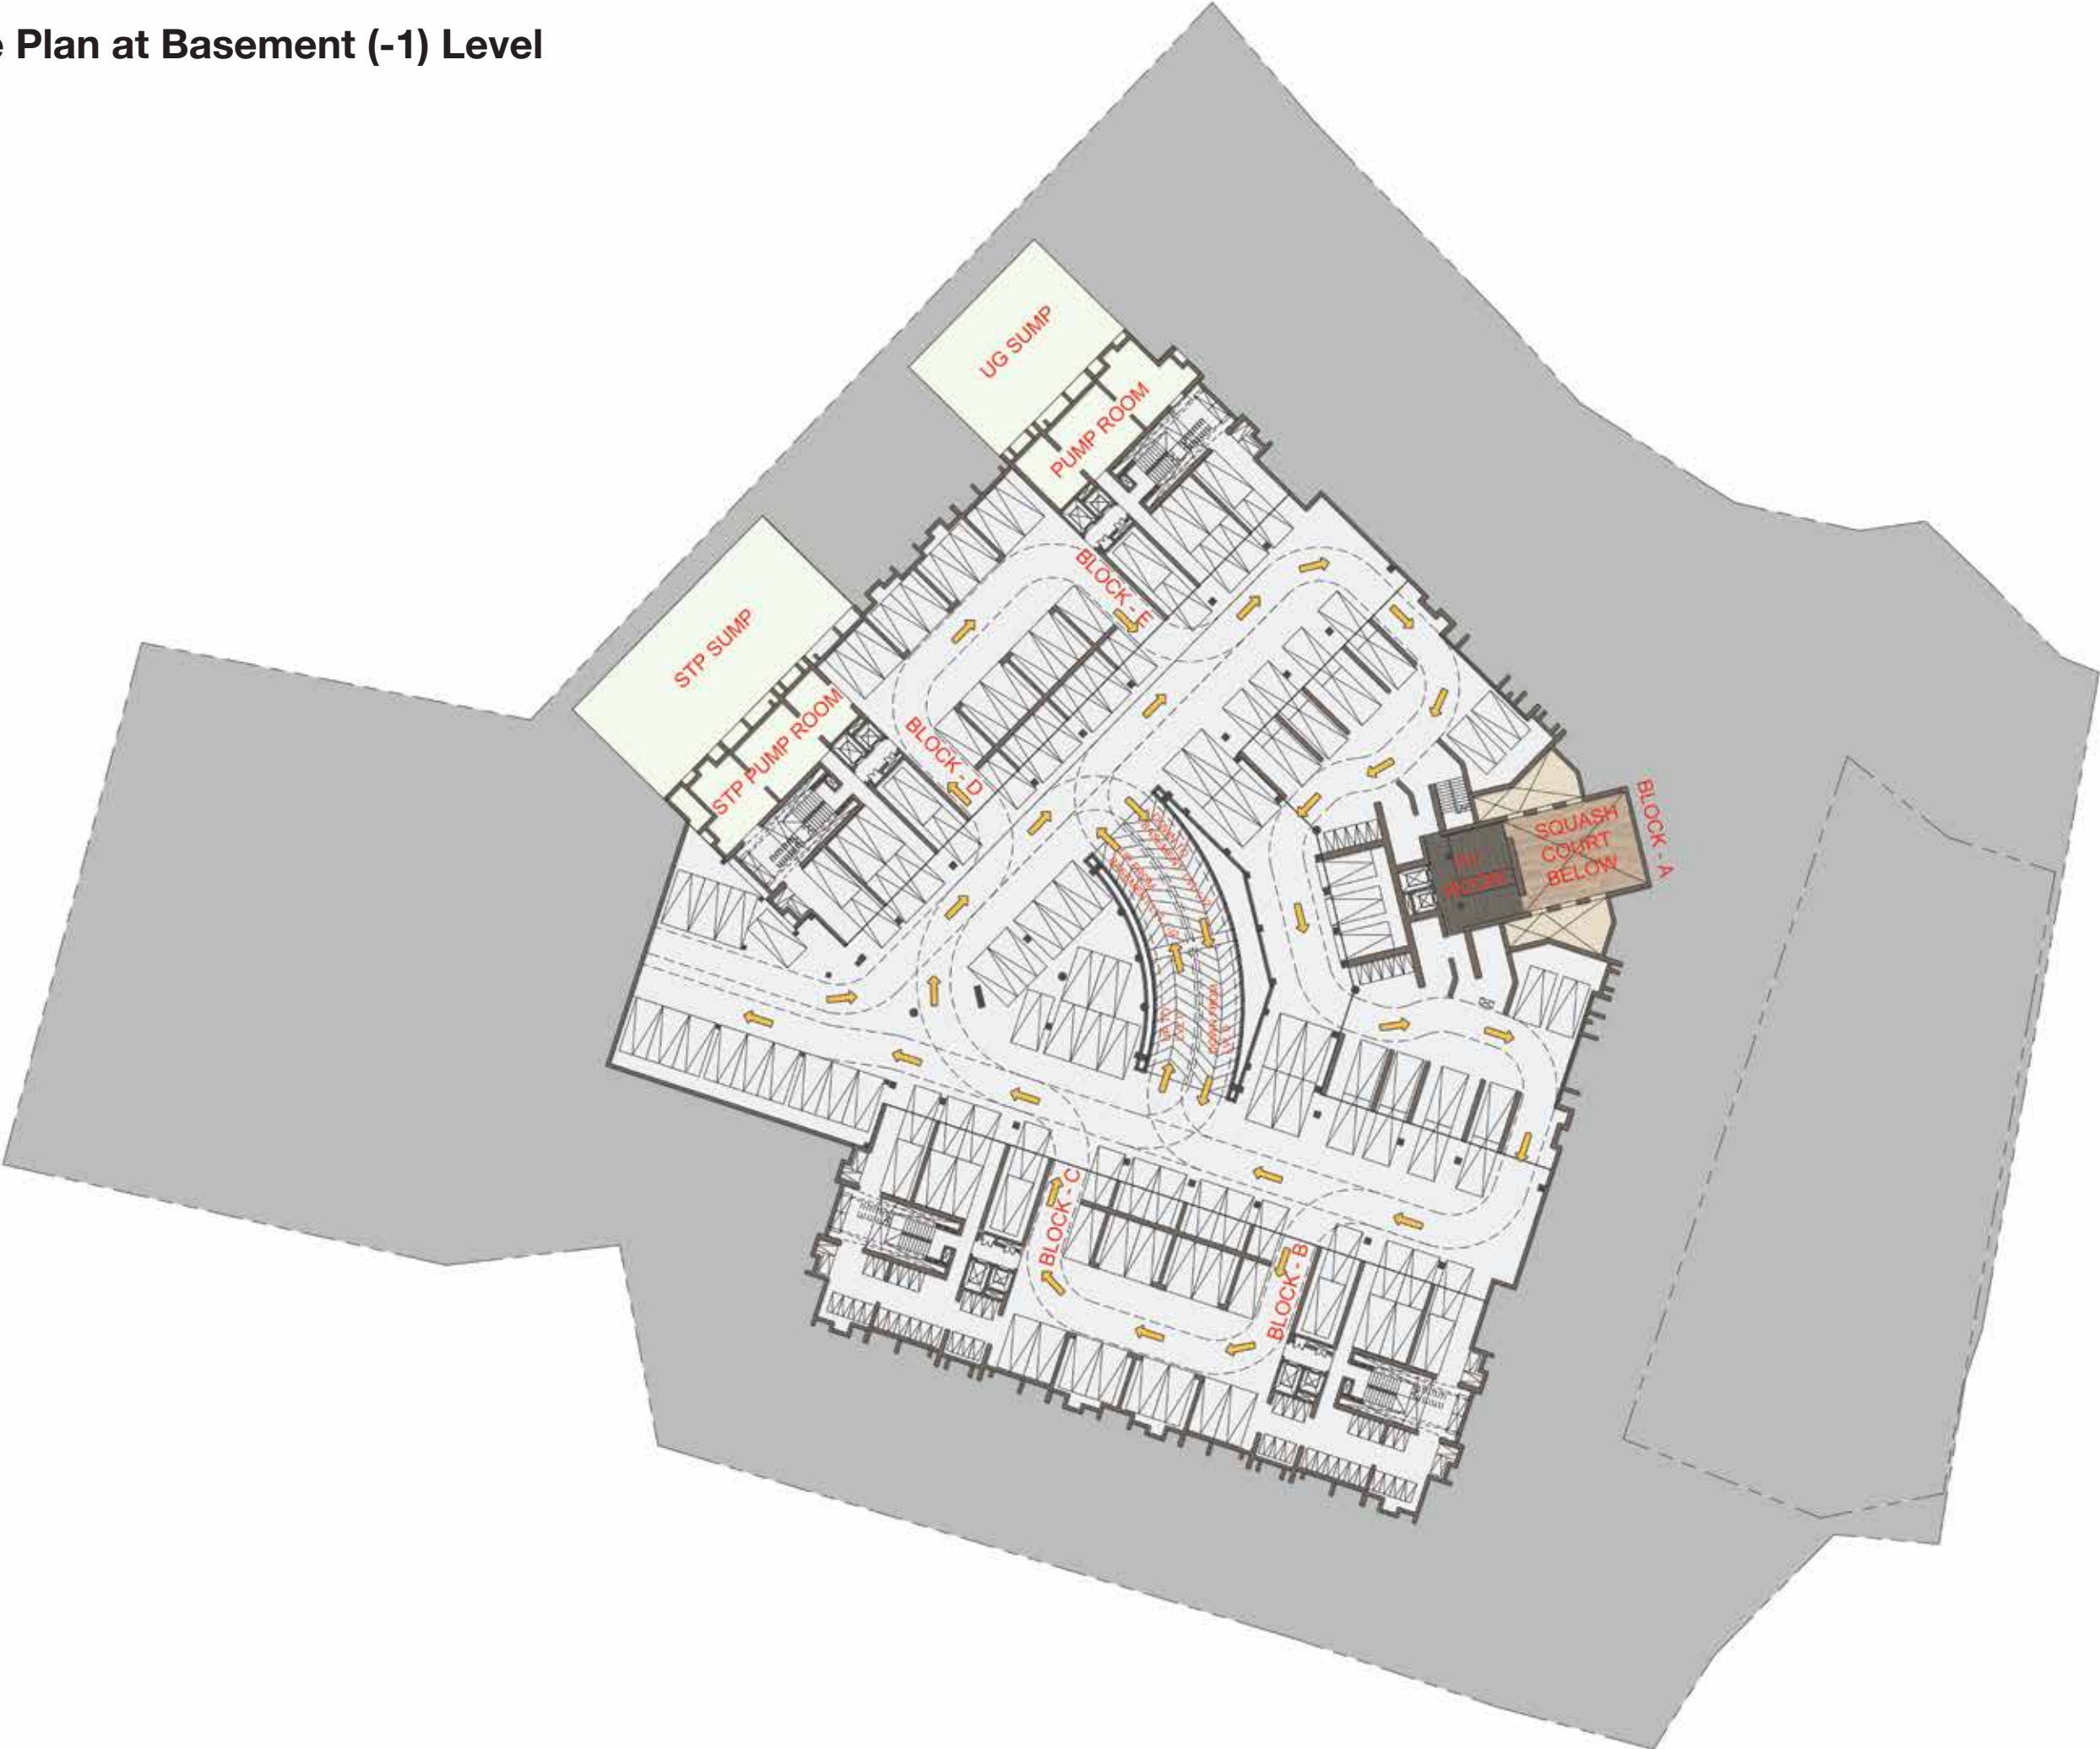 e Plan at Basement (-1) Level
UG SUMP
PUMP ROOM
STP SUMP
STP PUMP ROOM
BLOCK - E
BLOCK - D
SQUASH
COURT
BELOW
BLOCK - A
BLOCK - C
BLOCK - B